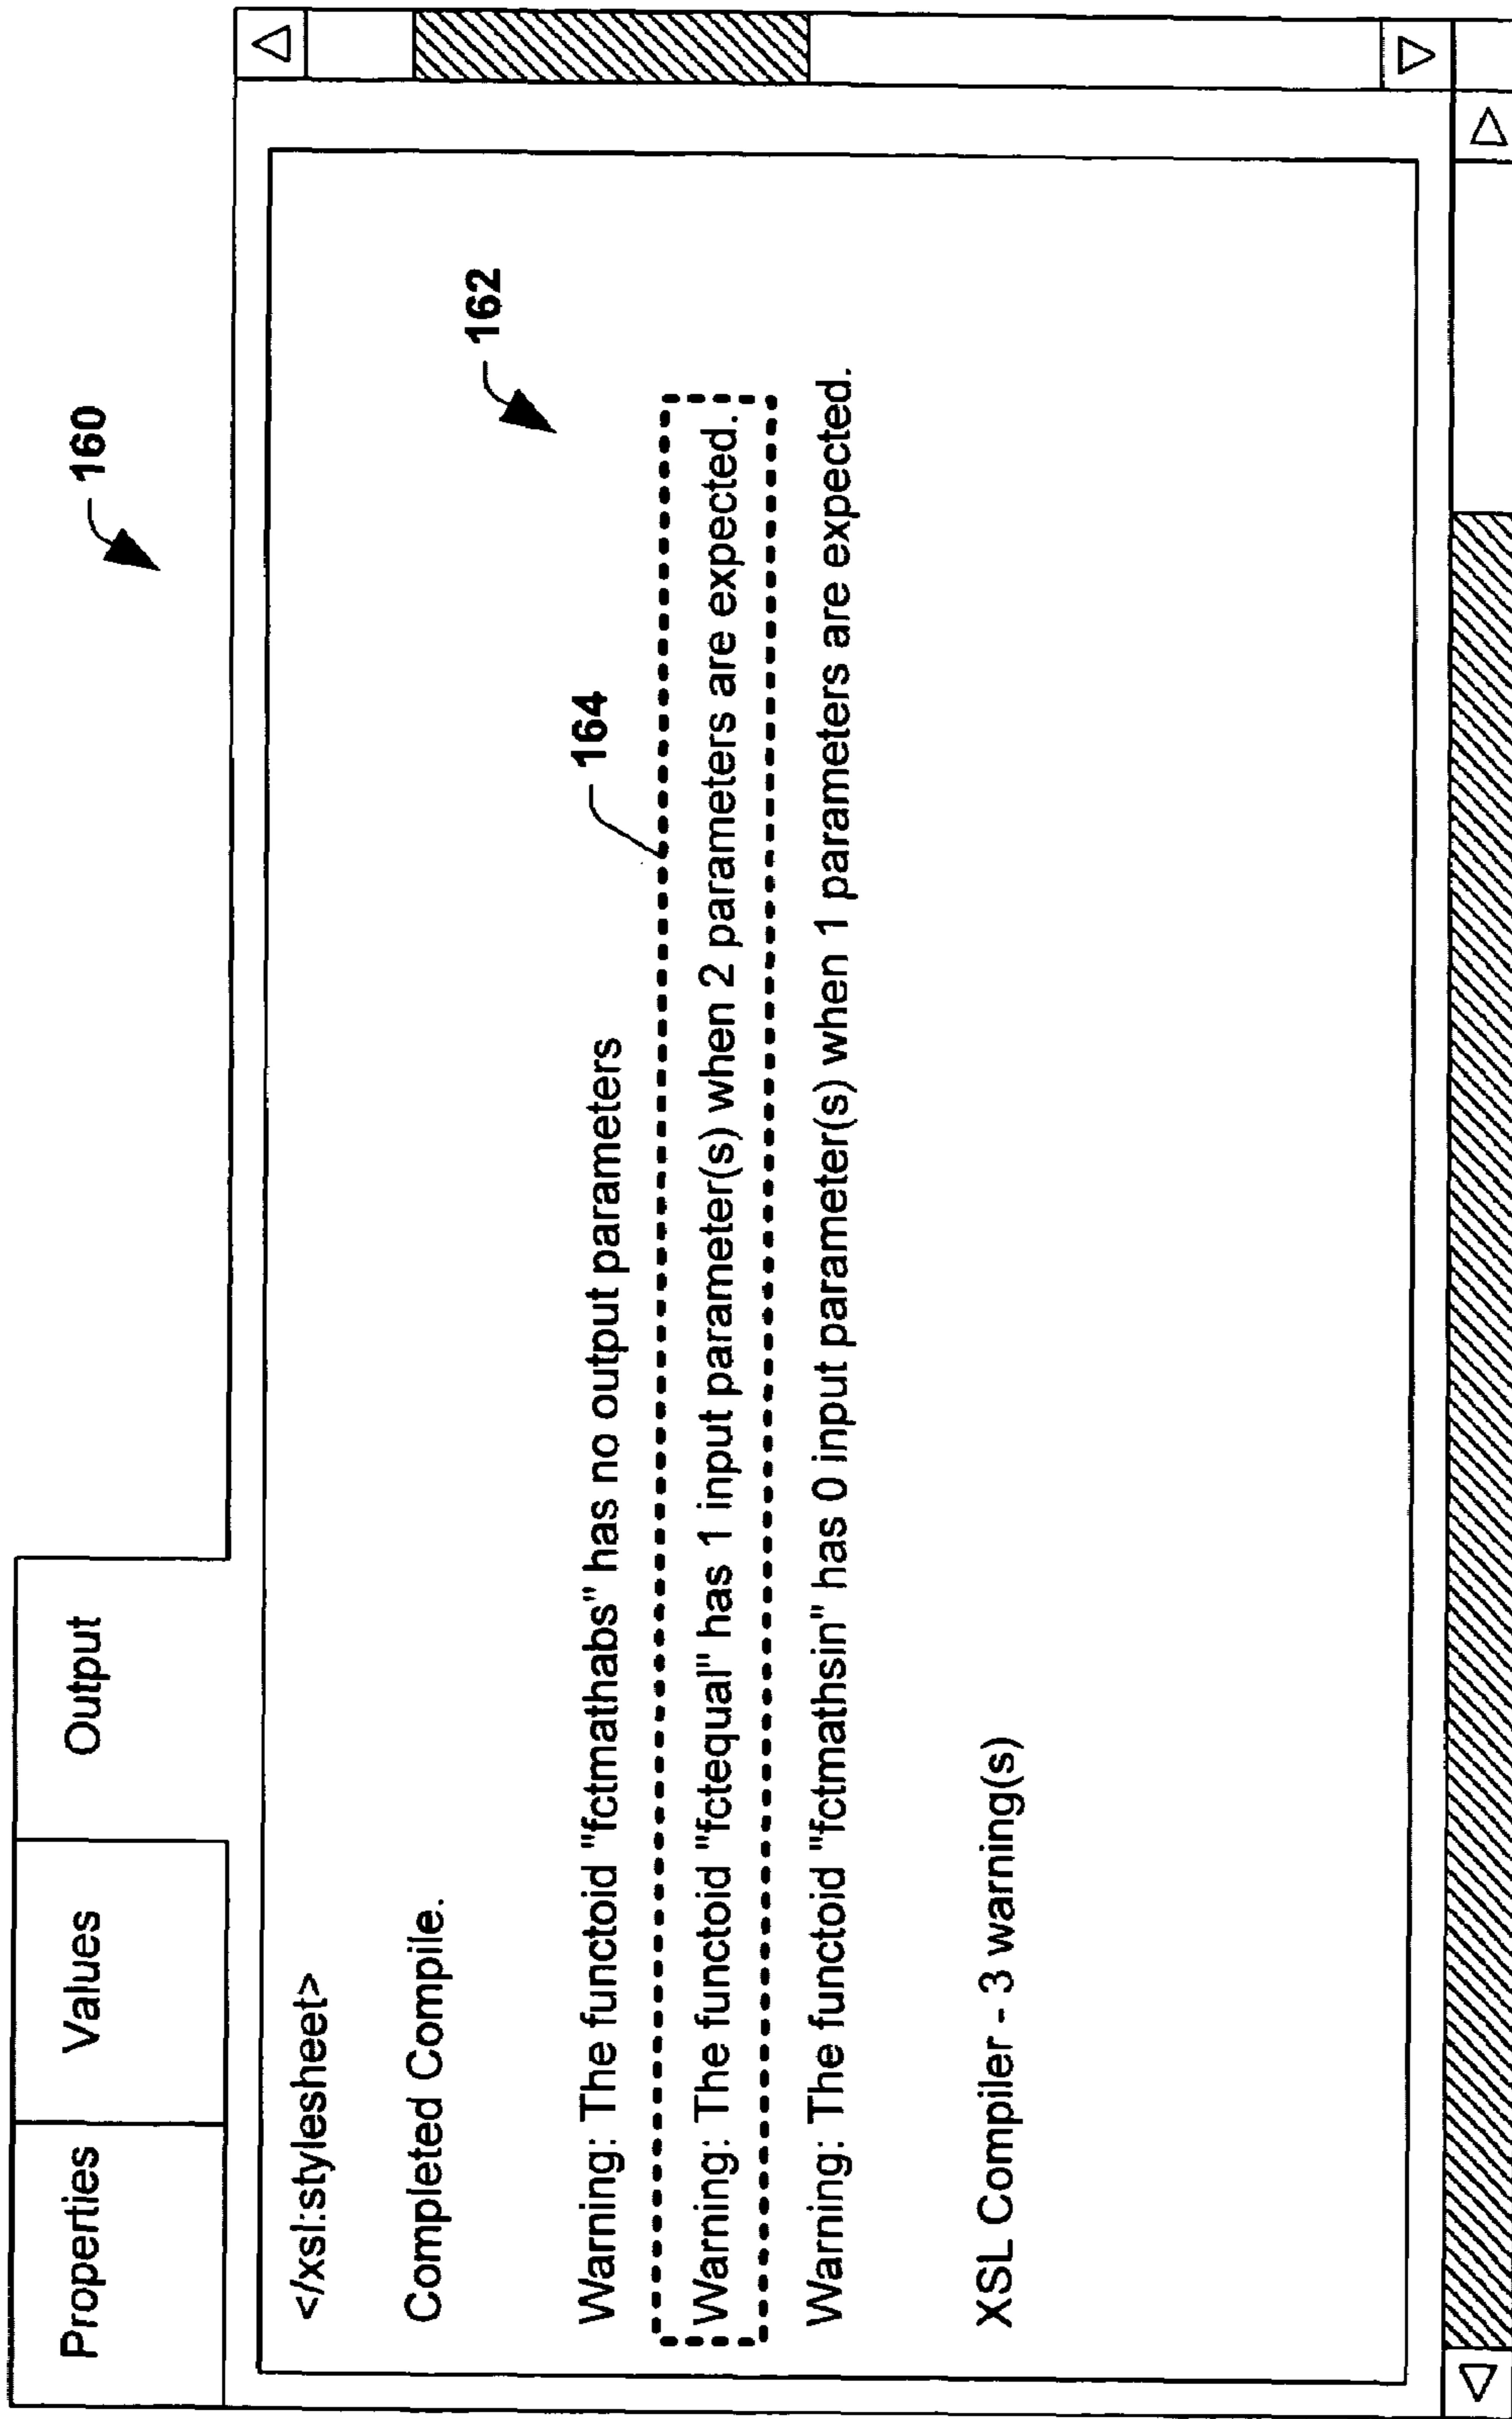 160
Properties
Values
Output
</xsl:stylesheet>
Completed Compile.
162
164
Warning: The functoid "fctmathabs" has no output parameters
Warning: The functoid "fctequal" has 1 input parameter(s) when 2 parameters are expected.
Warning: The functoid "fctmathsin" has 0 input parameter(s) when 1 parameters are expected.
XSL Compiler - 3 warning(s)